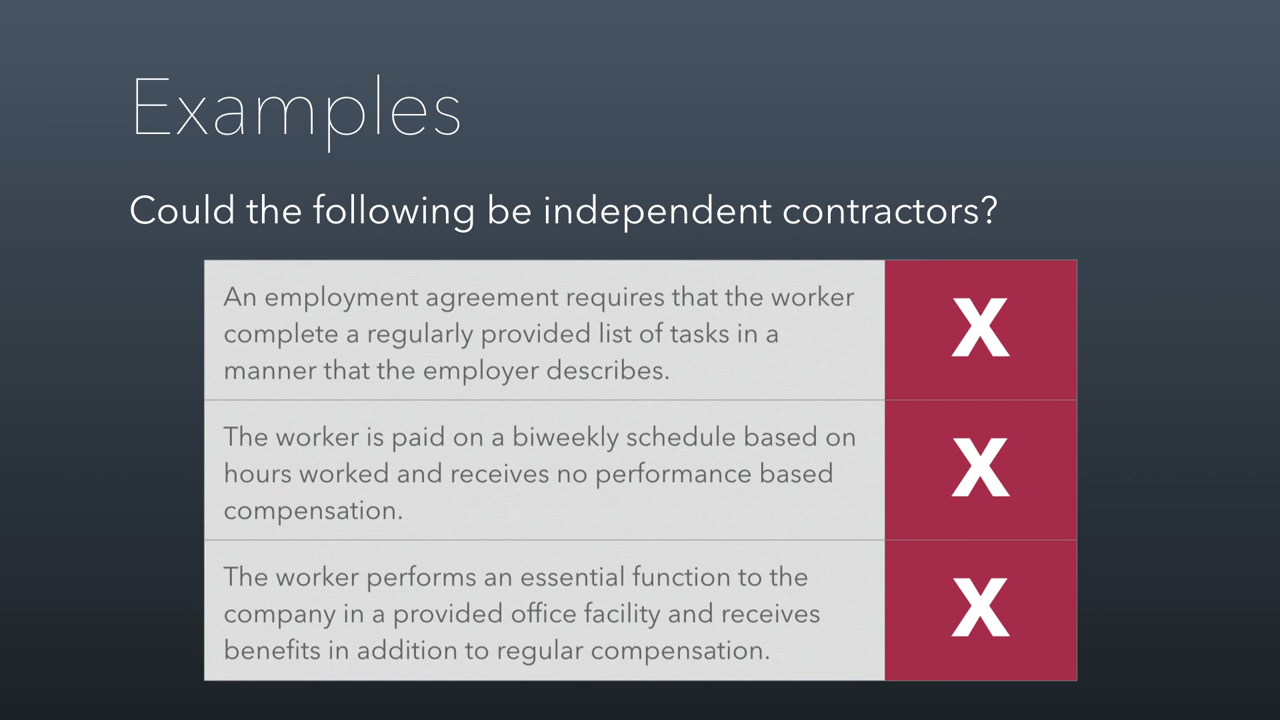 Examples
Could the following be independent contractors?
An employment agreement requires that the worker
complete a regularly provided list of tasks in a
manner that the employer describes.
X
The worker is paid on a biweekly schedule based on
hours worked and receives no performance based
compensation.
X
The worker performs an essential function to the
company in a provided office facility and receives
benefits in addition to regular compensation.
X